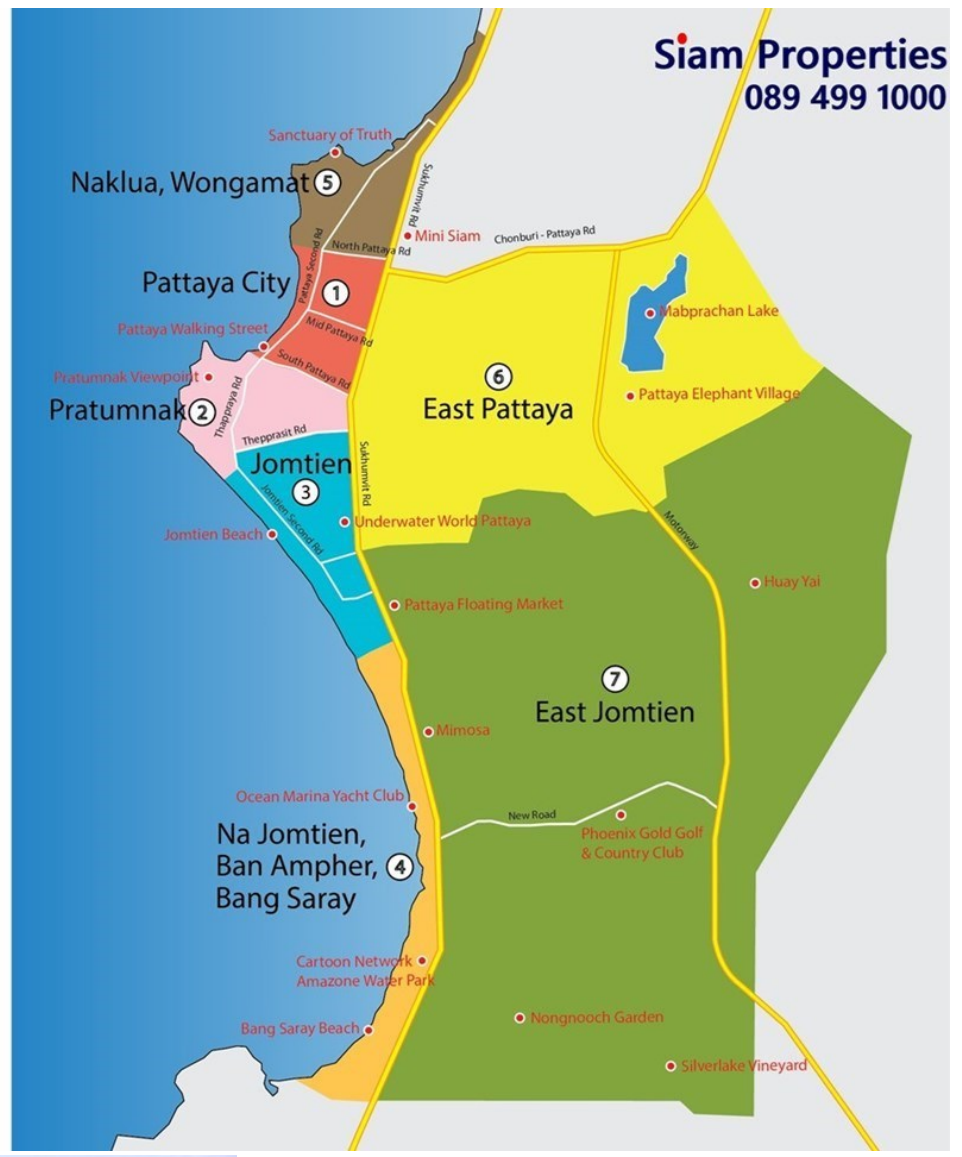 Siam Properties
089 499 1000
Sanctuary of Truth
Naklua, Wongamat 5
Sukhumvit Rd
Mini Siam
Chonburi - Pattaya Rd
North Pattaya Rd
Pattaya Second Rd
Pattaya City 1
Mabprachan Lake
Mid Pattaya Rd
Pattaya Walking Street
South Pattaya Rd
Pratumnak Viewpoint
6
East Pattaya
Pattaya Elephant Village
Pratumnak 2
Thappraya Rd
Thepprasit Rd
Jomtien
3
Sukhumvit Rd
Jomtien Second Rd
Underwater World Pattaya
Jomtien Beach
Motorway
Huay Yai
Pattaya Floating Market
7
East Jomtien
Mimosa
Ocean Marina Yacht Club
New Road
Phoenix Gold Golf
& Country Club
Na Jomtien,
Ban Ampher, 4
Bang Saray
Cartoon Network
Amazone Water Park
Nongnooch Garden
Bang Saray Beach
Silverlake Vineyard